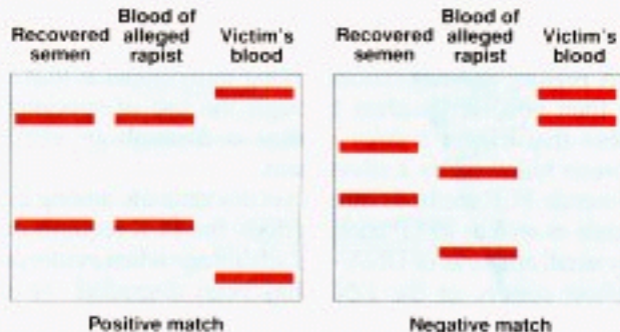 Recovered semen
Blood of alleged rapist
Victim's blood
Recovered semen
Blood of alleged rapist
Victim's blood
Positive match
Negative match